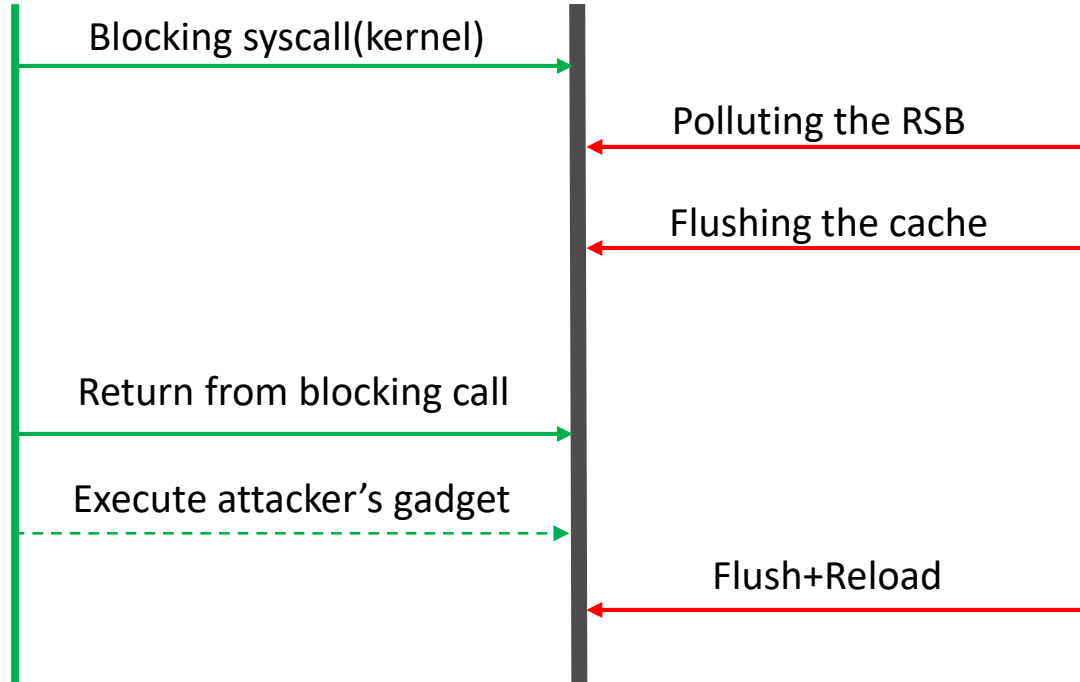 Blocking syscall(kernel)
Polluting the RSB
Flushing the cache
Return from blocking call
Execute attacker’s gadget
Flush+Reload